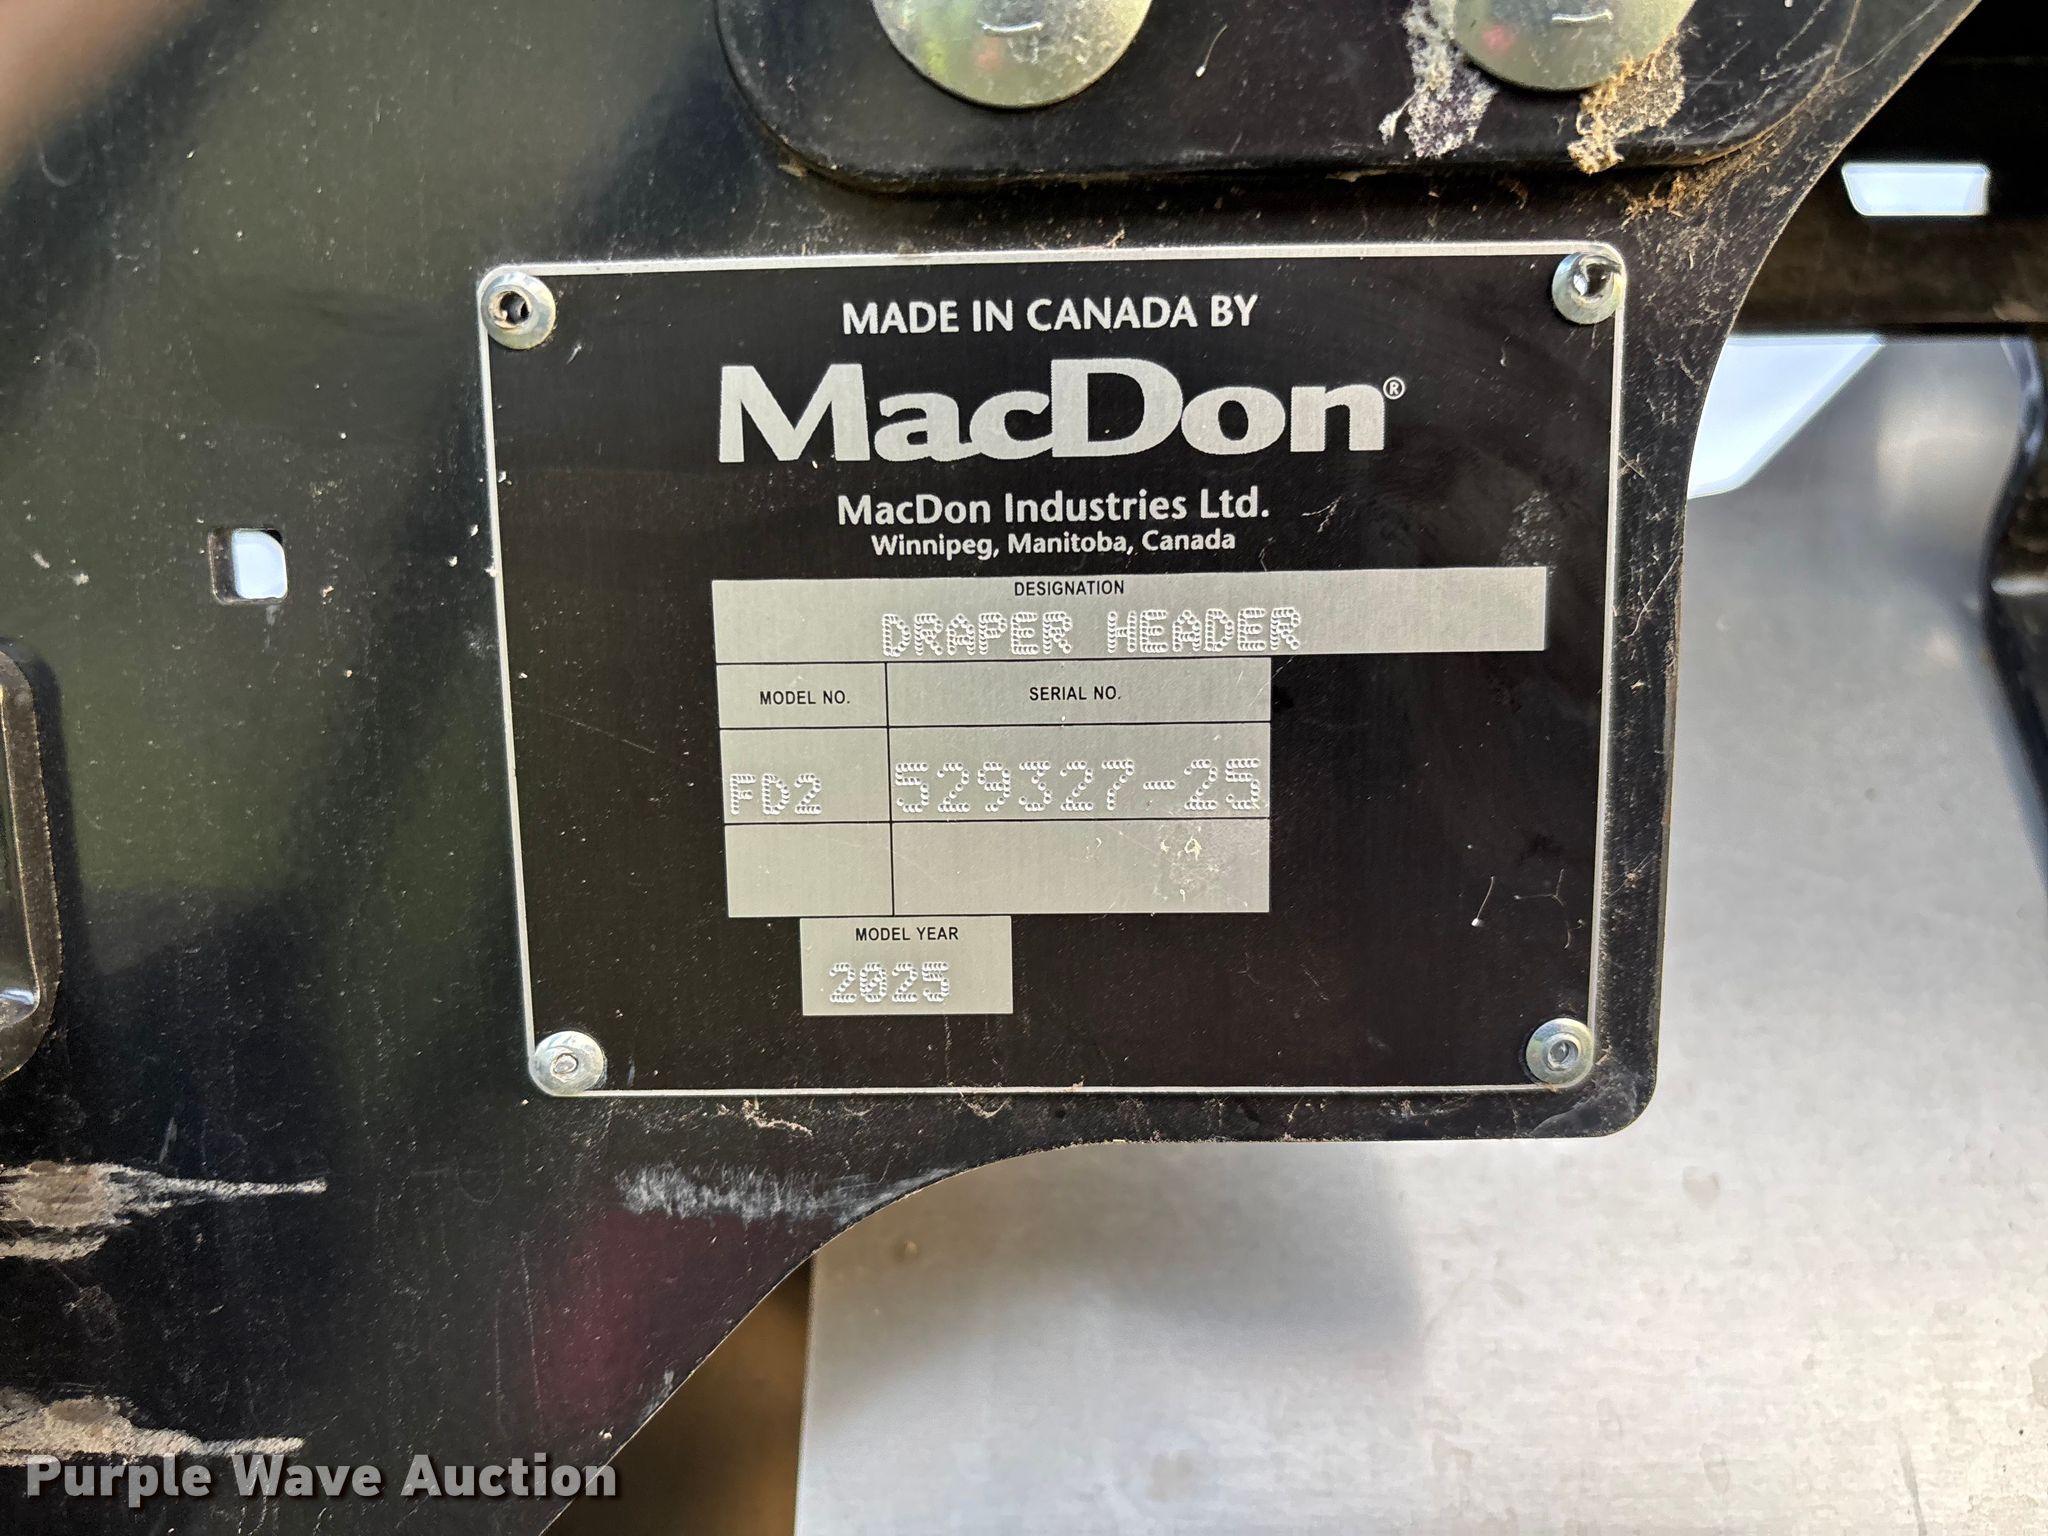 MADE IN CANADA BY
MacDon®
MacDon Industries Ltd.
Winnipeg, Manitoba, Canada
DESIGNATION
DRAPER HEADER
MODEL NO. SERIAL NO.
FD2 529327-25
MODEL YEAR
2025
Purple Wave Auction